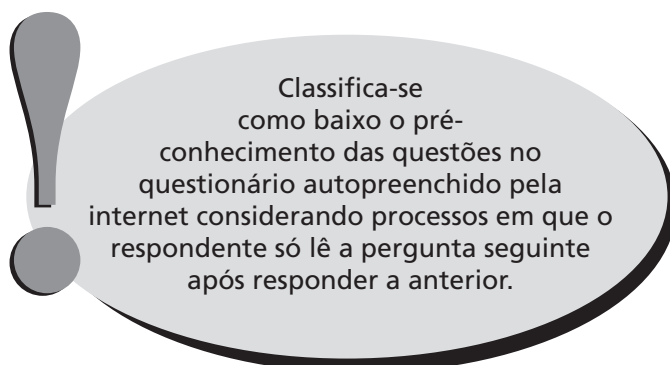 Classifica-se
como baixo o pré-
conhecimento das questões no
questionário autopreenchido pela
internet considerando processos em que o
respondente só lê a pergunta seguinte
após responder a anterior.